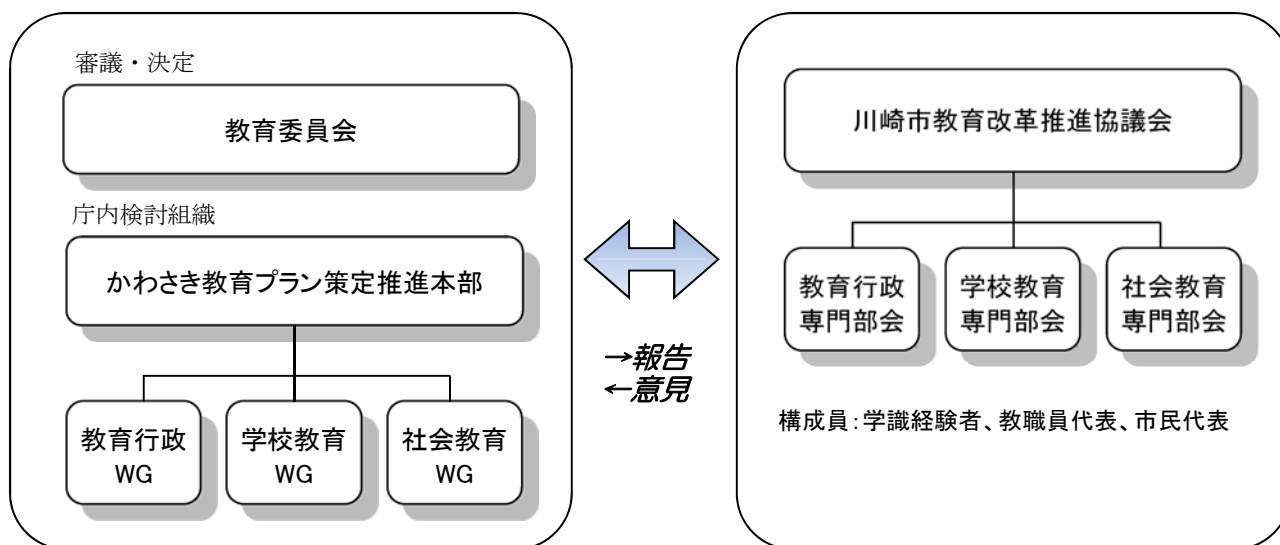 審議・決定
教育委員会
庁内検討組織
かわさき教育プラン策定推進本部
教育行政
WG
学校教育
WG
社会教育
WG
→報告
←意見
川崎市教育改革推進協議会
教育行政
専門部会
学校教育
専門部会
社会教育
専門部会
構成員：学識経験者、教職員代表、市民代表